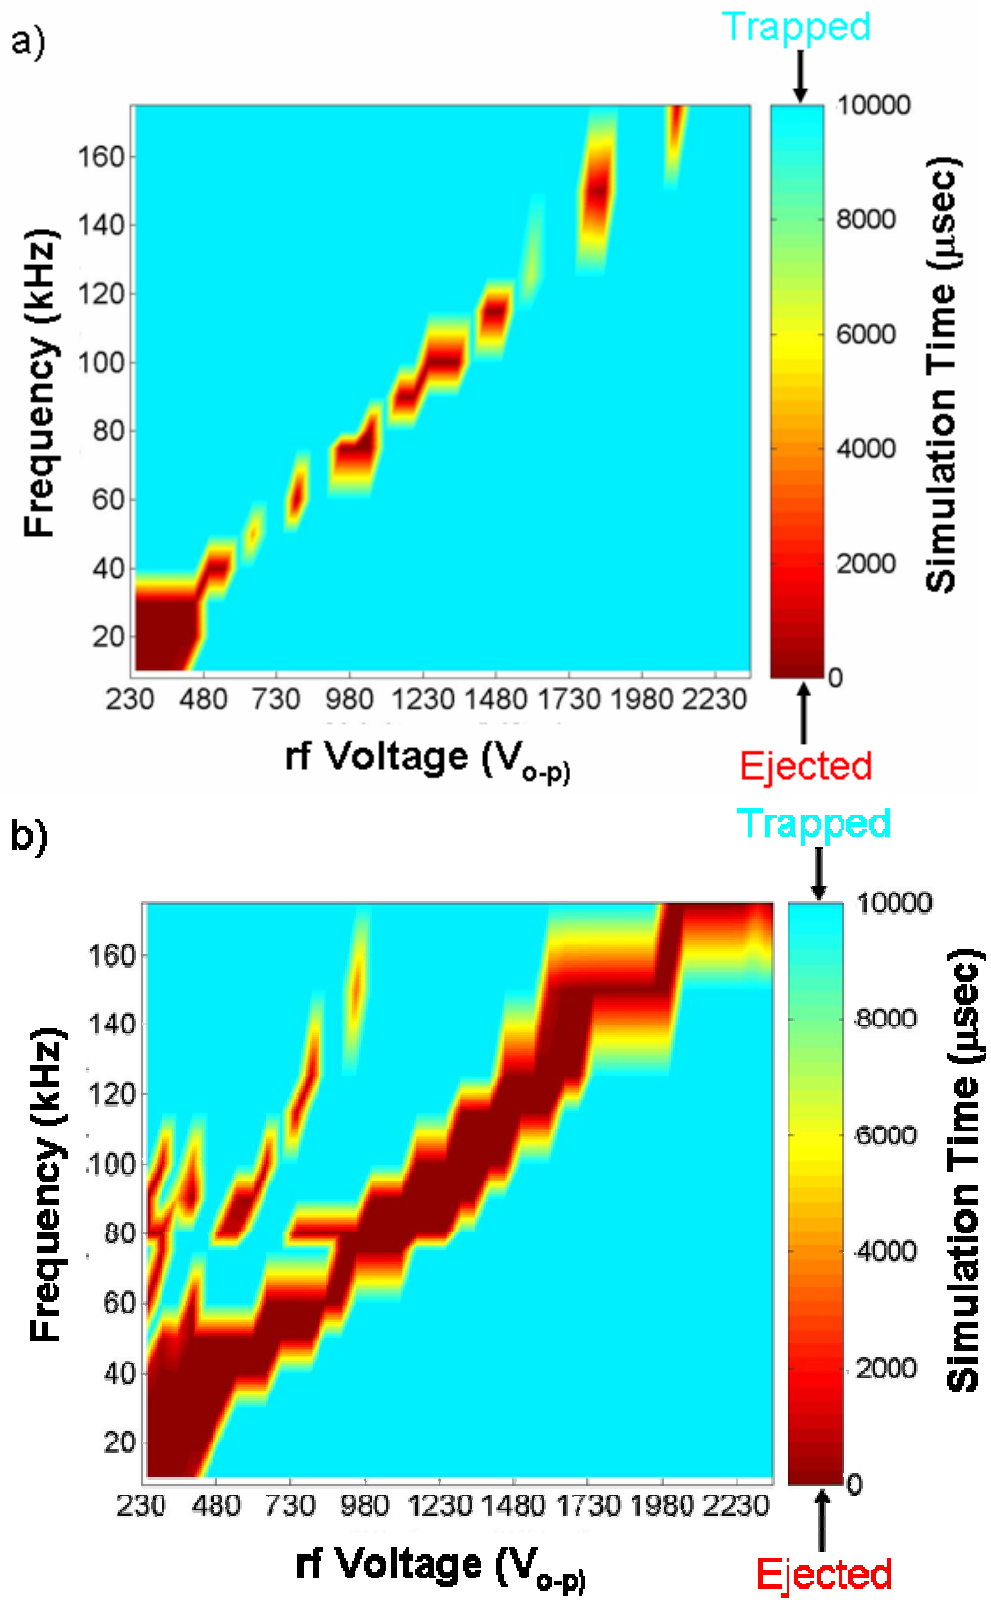 a)
Trapped
Frequency (kHz)
160
140
120
100
80
60
40
20
230 480 730 980 1230 1480 1730 1980 2230
rf Voltage (Vo-p)
10000
8000
6000
4000
2000
0
Simulation Time (μsec)
Ejected
b)
Trapped
Frequency (kHz)
160
140
120
100
80
60
40
20
230 480 730 980 1230 1480 1730 1980 2230
rf Voltage (Vo-p)
10000
8000
6000
4000
2000
0
Simulation Time (μsec)
Ejected